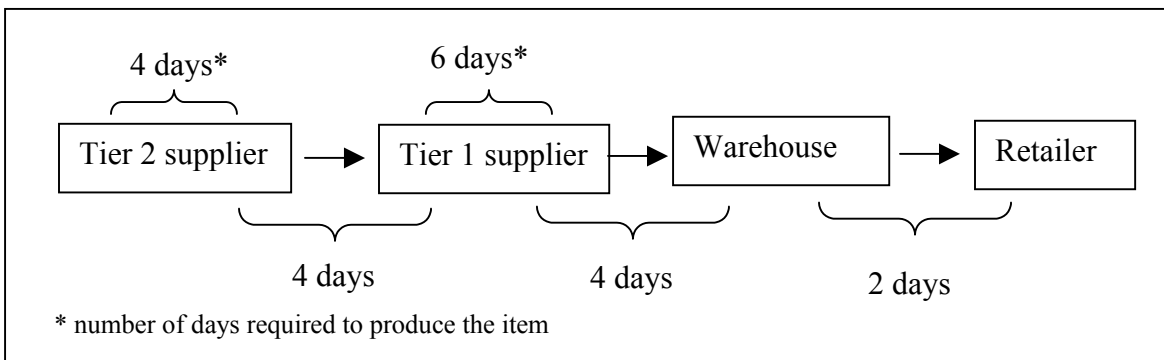 4 days*
6 days*
Tier 2 supplier
Tier 1 supplier
Warehouse
Retailer
4 days
4 days
2 days
* number of days required to produce the item